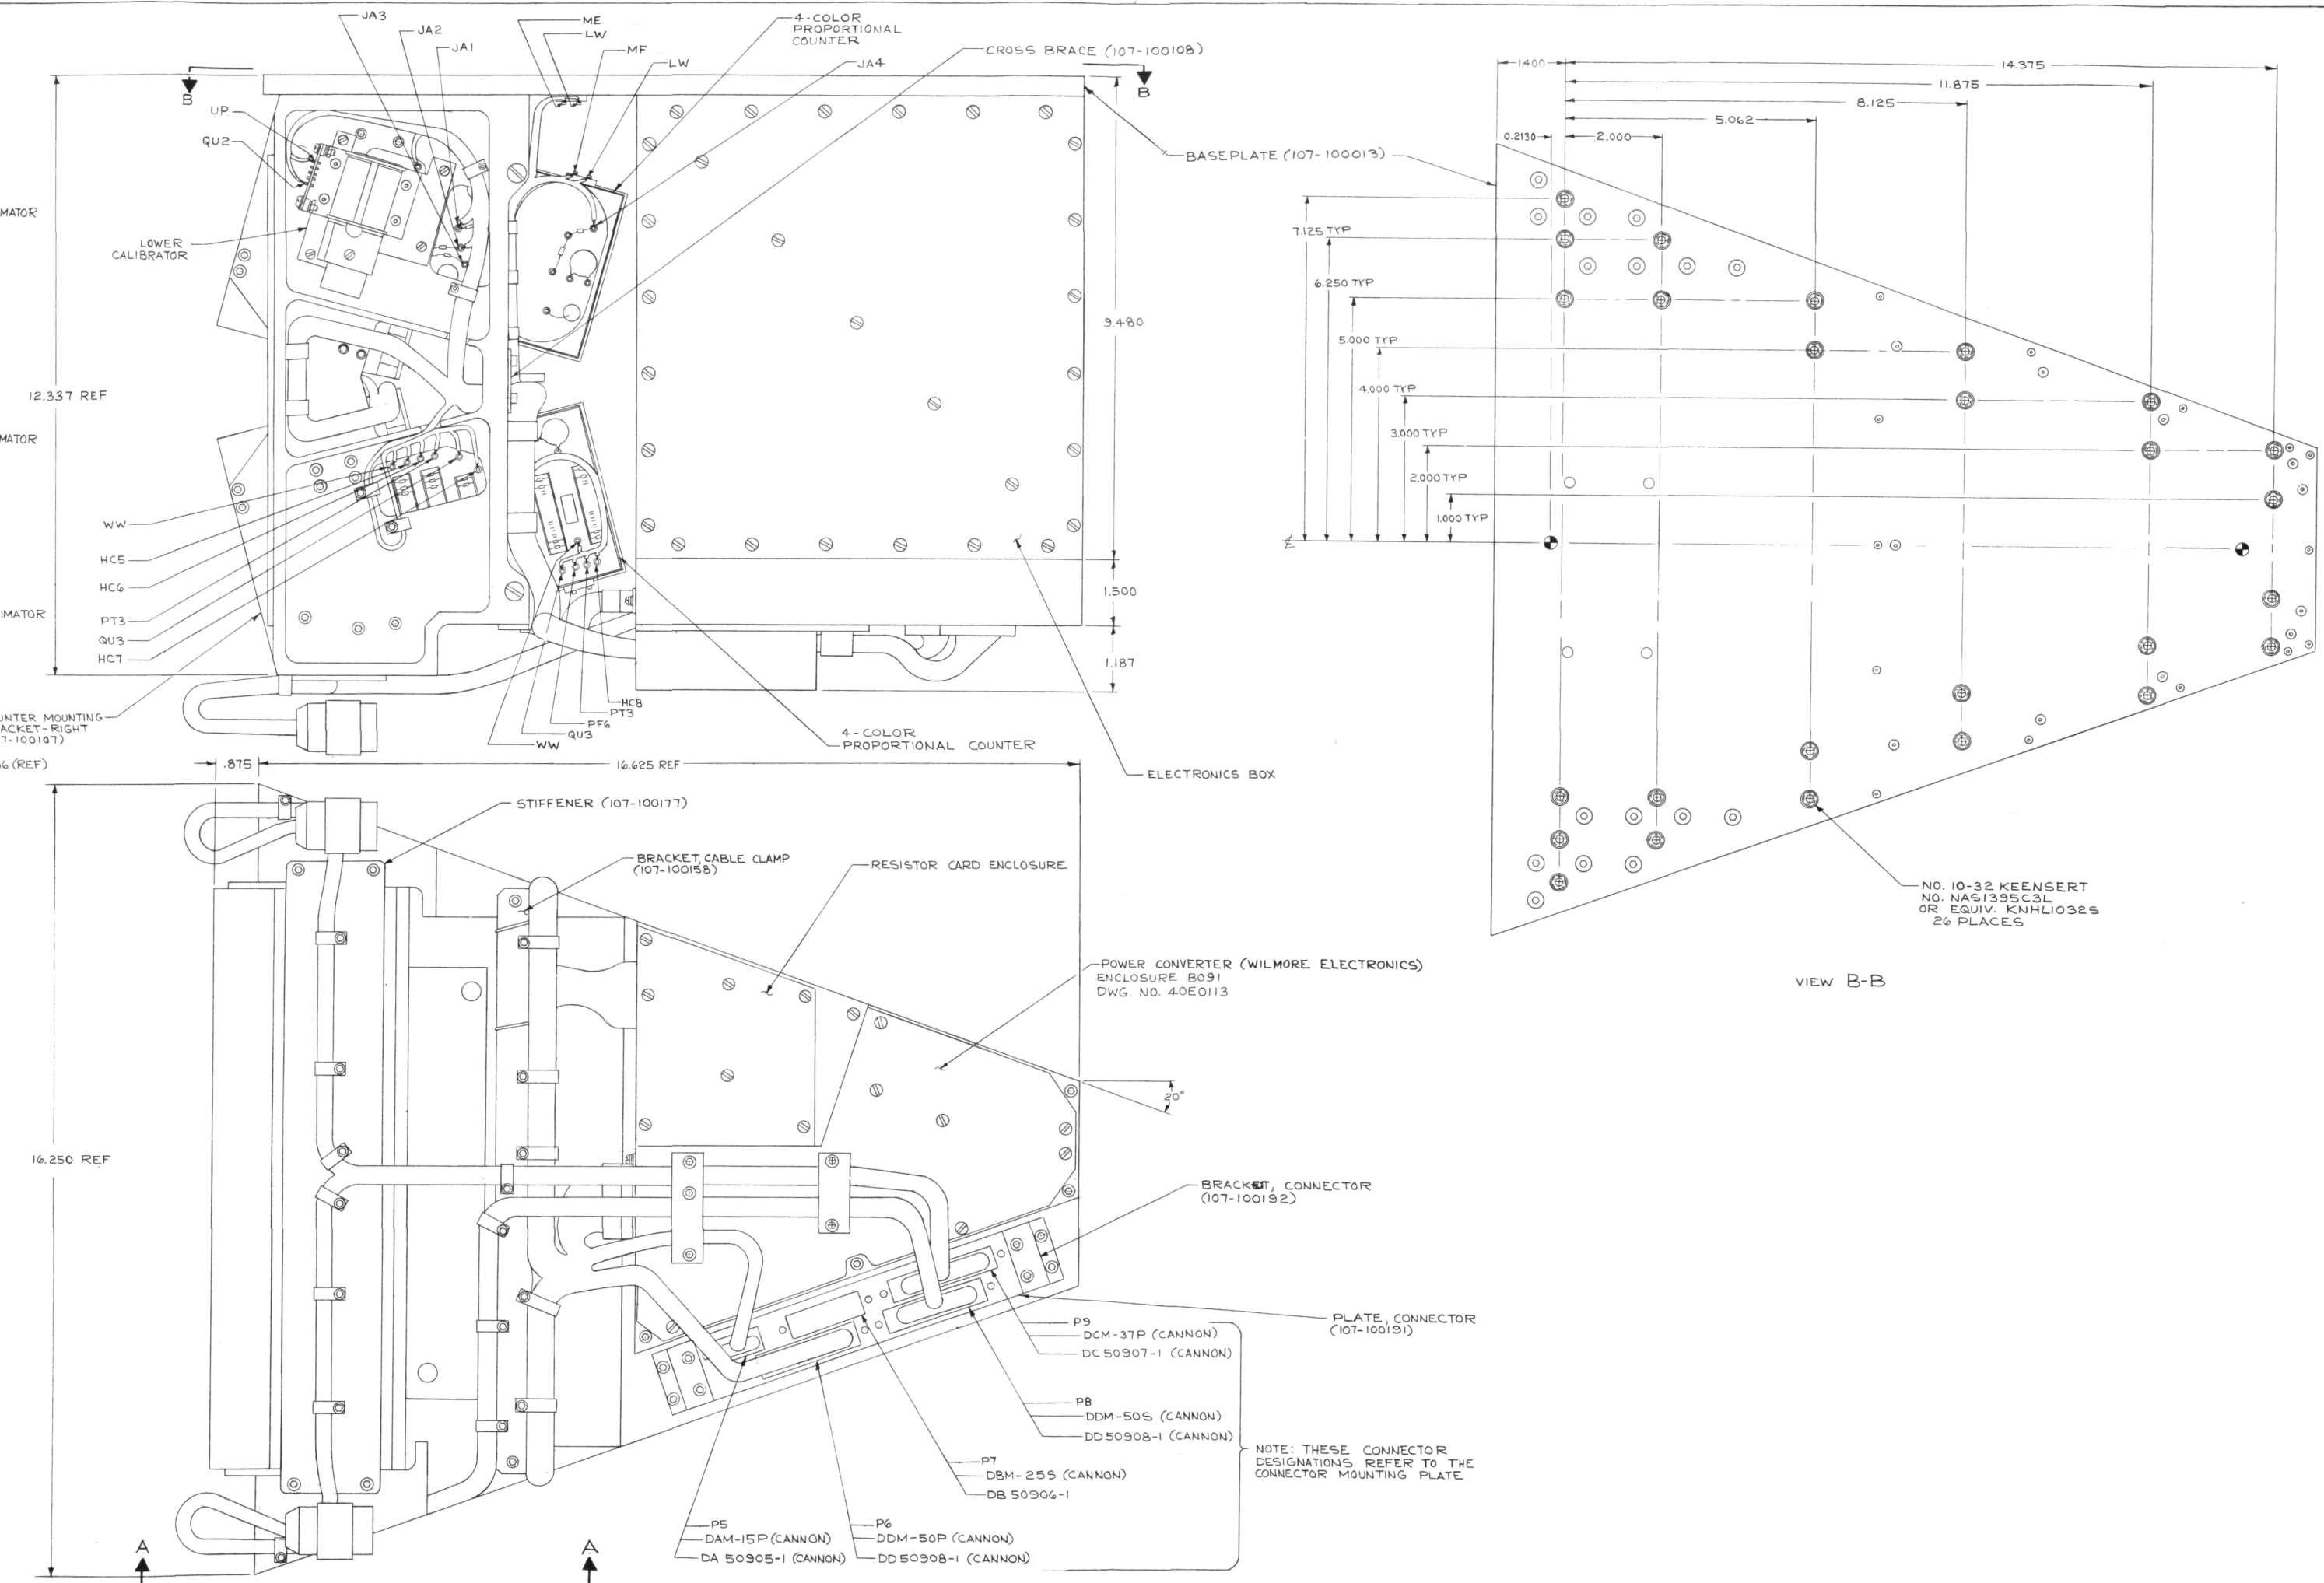 JA3
JA2
JA1
ME
LW
MF
LW
4-COLOR
PROPORTIONAL
COUNTER
CROSS BRACE (107-100108)
JA4
B
B
UP
QU2
BASEPLATE (107-100013)
MATOR
LOWER
CALIBRATOR
9.480
12.337 REF
MATOR
WW
HC5
HC6
IMATOR
PT3
QU3
HC7
1.500
1.187
UNTER MOUNTING
ACKET-RIGHT
7-100107)
HC8
PT3
PF6
QU3
WW
4-COLOR
PROPORTIONAL COUNTER
ELECTRONICS BOX
1.400
14.375
11.875
8.125
5.062
0.2130
2.000
7.125 TYP
6.250 TYP
5.000 TYP
4.000 TYP
3.000 TYP
2.000 TYP
1.000 TYP
NO. 10-32 KEENSERT
NO. NAS1395C3L
OR EQUIV. KNHL1032S
26 PLACES
VIEW B-B
6 (REF)
.875
16.625 REF
STIFFENER (107-100177)
BRACKET, CABLE CLAMP
(107-100158)
RESISTOR CARD ENCLOSURE
POWER CONVERTER (WILMORE ELECTRONICS)
ENCLOSURE B091
DWG. NO. 40E0113
20°
16.250 REF
BRACKET, CONNECTOR
(107-100192)
PLATE, CONNECTOR
(107-100191)
P9
DCM-37P (CANNON)
DC 50907-1 (CANNON)
P8
DDM-50S (CANNON)
DD 50908-1 (CANNON)
P7
DBM-25S (CANNON)
DB 50906-1
NOTE: THESE CONNECTOR
DESIGNATIONS REFER TO THE
CONNECTOR MOUNTING PLATE
P5
DAM-15P (CANNON)
DA 50905-1 (CANNON)
P6
DDM-50P (CANNON)
DD 50908-1 (CANNON)
A
A